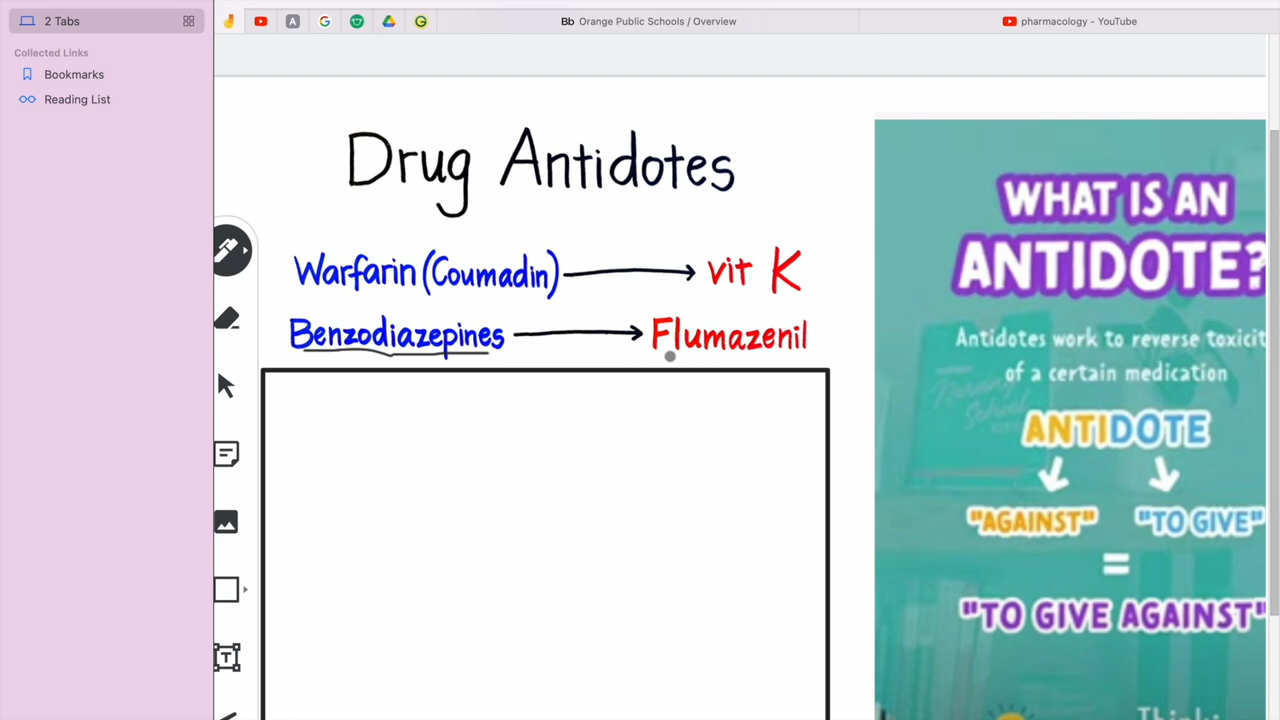 2 Tabs
Bb Orange Public Schools / Overview
pharmacology - YouTube
Collected Links
Bookmarks
Reading List
Drug Antidotes
Warfarin (Coumadin) → vit K
Benzodiazepines → Flumazenil
WHAT IS AN
ANTIDOTE?
Antidotes work to reverse toxicit
of a certain medication
ANTIDOTE
"AGAINST" "TO GIVE"
=
"TO GIVE AGAINST"
Think: